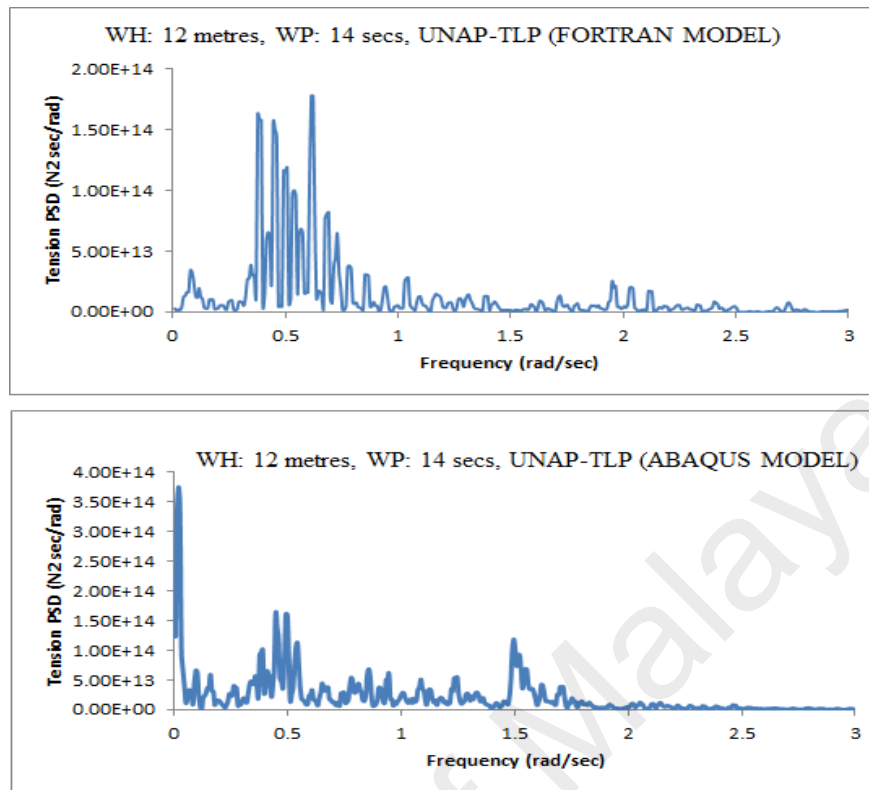 WH: 12 metres, WP: 14 secs, UNAP-TLP (FORTRAN MODEL)
2.00E+14
1.50E+14
1.00E+14
5.00E+13
0.00E+00
Tension PSD (N2sec/rad)
0 0.5 1 1.5 2 2.5 3
Frequency (rad/sec)
WH: 12 metres, WP: 14 secs, UNAP-TLP (ABAQUS MODEL)
4.00E+14
3.50E+14
3.00E+14
2.50E+14
2.00E+14
1.50E+14
1.00E+14
5.00E+13
0.00E+00
Tension PSD (N2sec/rad)
0 0.5 1 1.5 2 2.5 3
Frequency (rad/sec)
of Malaya